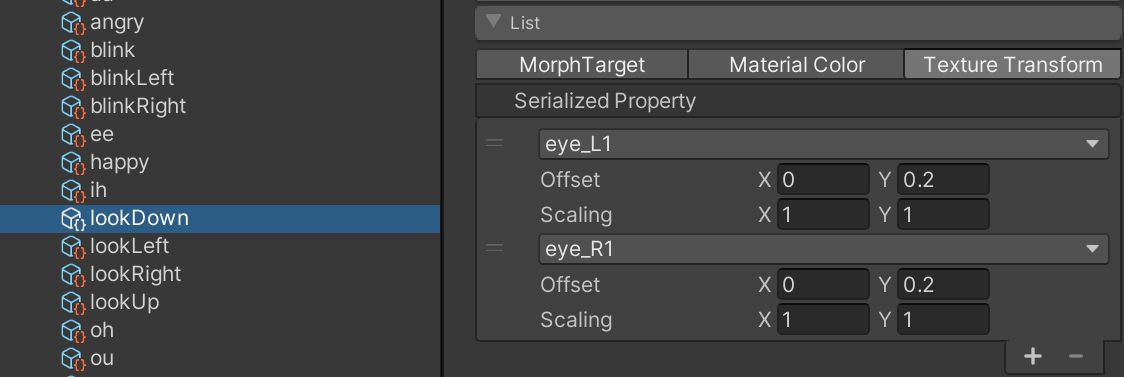 angry
blink
blinkLeft
blinkRight
ee
happy
ih
lookDown
lookLeft
lookRight
lookUp
oh
ou
List
MorphTarget Material Color Texture Transform
Serialized Property
eye_L1
Offset X 0 Y 0.2
Scaling X 1 Y 1
eye_R1
Offset X 0 Y 0.2
Scaling X 1 Y 1
+ −